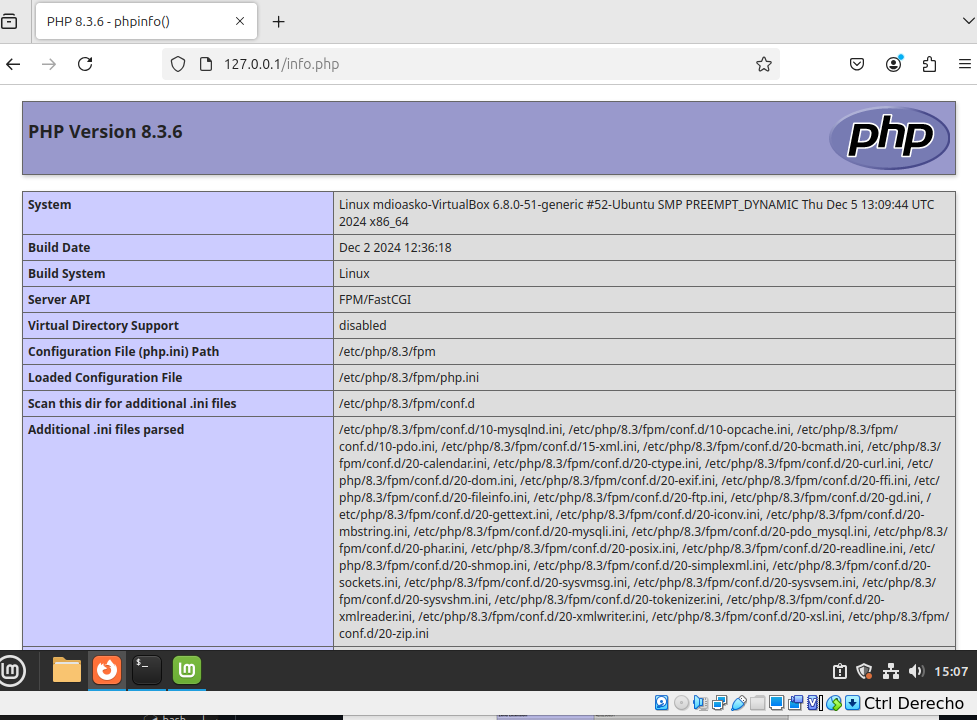 PHP 8.3.6 - phpinfo()
127.0.0.1/info.php
PHP Version 8.3.6
php
System
Linux mdioasko-VirtualBox 6.8.0-51-generic #52-Ubuntu SMP PREEMPT_DYNAMIC Thu Dec 5 13:09:44 UTC
2024 x86_64
Build Date
Dec 2 2024 12:36:18
Build System
Linux
Server API
FPM/FastCGI
Virtual Directory Support
disabled
Configuration File (php.ini) Path
/etc/php/8.3/fpm
Loaded Configuration File
/etc/php/8.3/fpm/php.ini
Scan this dir for additional .ini files
/etc/php/8.3/fpm/conf.d
Additional .ini files parsed
/etc/php/8.3/fpm/conf.d/10-mysqlnd.ini, /etc/php/8.3/fpm/conf.d/10-opcache.ini, /etc/php/8.3/fpm/
conf.d/10-pdo.ini, /etc/php/8.3/fpm/conf.d/15-xml.ini, /etc/php/8.3/fpm/conf.d/20-bcmath.ini, /etc/php/8.3/
fpm/conf.d/20-calendar.ini, /etc/php/8.3/fpm/conf.d/20-ctype.ini, /etc/php/8.3/fpm/conf.d/20-curl.ini, /etc/
php/8.3/fpm/conf.d/20-dom.ini, /etc/php/8.3/fpm/conf.d/20-exif.ini, /etc/php/8.3/fpm/conf.d/20-ffi.ini, /etc/
php/8.3/fpm/conf.d/20-fileinfo.ini, /etc/php/8.3/fpm/conf.d/20-ftp.ini, /etc/php/8.3/fpm/conf.d/20-gd.ini, /
etc/php/8.3/fpm/conf.d/20-gettext.ini, /etc/php/8.3/fpm/conf.d/20-iconv.ini, /etc/php/8.3/fpm/conf.d/20-
mbstring.ini, /etc/php/8.3/fpm/conf.d/20-mysqli.ini, /etc/php/8.3/fpm/conf.d/20-pdo_mysql.ini, /etc/php/8.3/
fpm/conf.d/20-phar.ini, /etc/php/8.3/fpm/conf.d/20-posix.ini, /etc/php/8.3/fpm/conf.d/20-readline.ini, /etc/
php/8.3/fpm/conf.d/20-shmop.ini, /etc/php/8.3/fpm/conf.d/20-simplexml.ini, /etc/php/8.3/fpm/conf.d/20-
sockets.ini, /etc/php/8.3/fpm/conf.d/20-sysvmsg.ini, /etc/php/8.3/fpm/conf.d/20-sysvsem.ini, /etc/php/8.3/
fpm/conf.d/20-sysvshm.ini, /etc/php/8.3/fpm/conf.d/20-tokenizer.ini, /etc/php/8.3/fpm/conf.d/20-
xmlreader.ini, /etc/php/8.3/fpm/conf.d/20-xmlwriter.ini, /etc/php/8.3/fpm/conf.d/20-xsl.ini, /etc/php/8.3/fpm/
conf.d/20-zip.ini
15:07
Ctrl Derecho